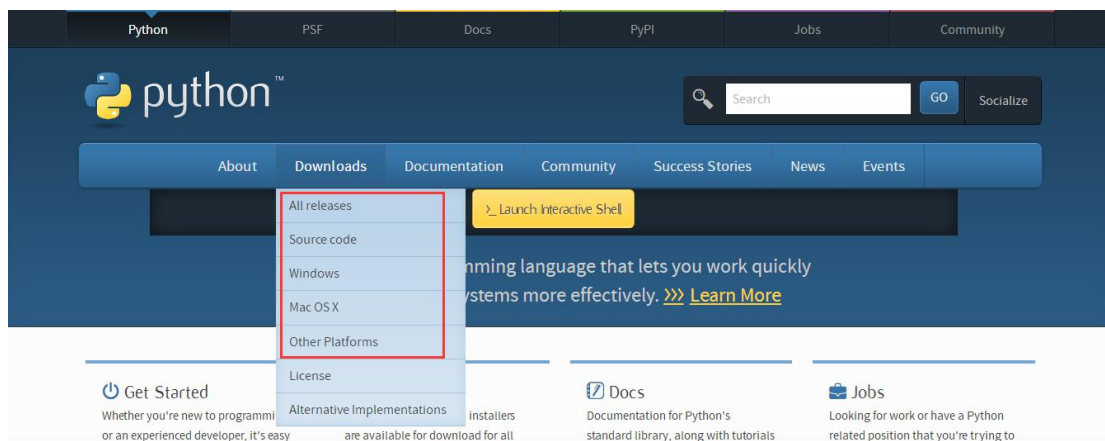 Python PSF Docs PyPI Jobs Community
python™
Search GO Socialize
About Downloads Documentation Community Success Stories News Events
All releases
Source code
Windows
Mac OS X
Other Platforms
License
Alternative Implementations
>_ Launch Interactive Shell
mming language that lets you work quickly
ystems more effectively. >>> Learn More
Get Started
Whether you're new to programmi
or an experienced developer, it's easy
installers
are available for download for all
Docs
Documentation for Python's
standard library, along with tutorials
Jobs
Looking for work or have a Python
related position that you're trying to